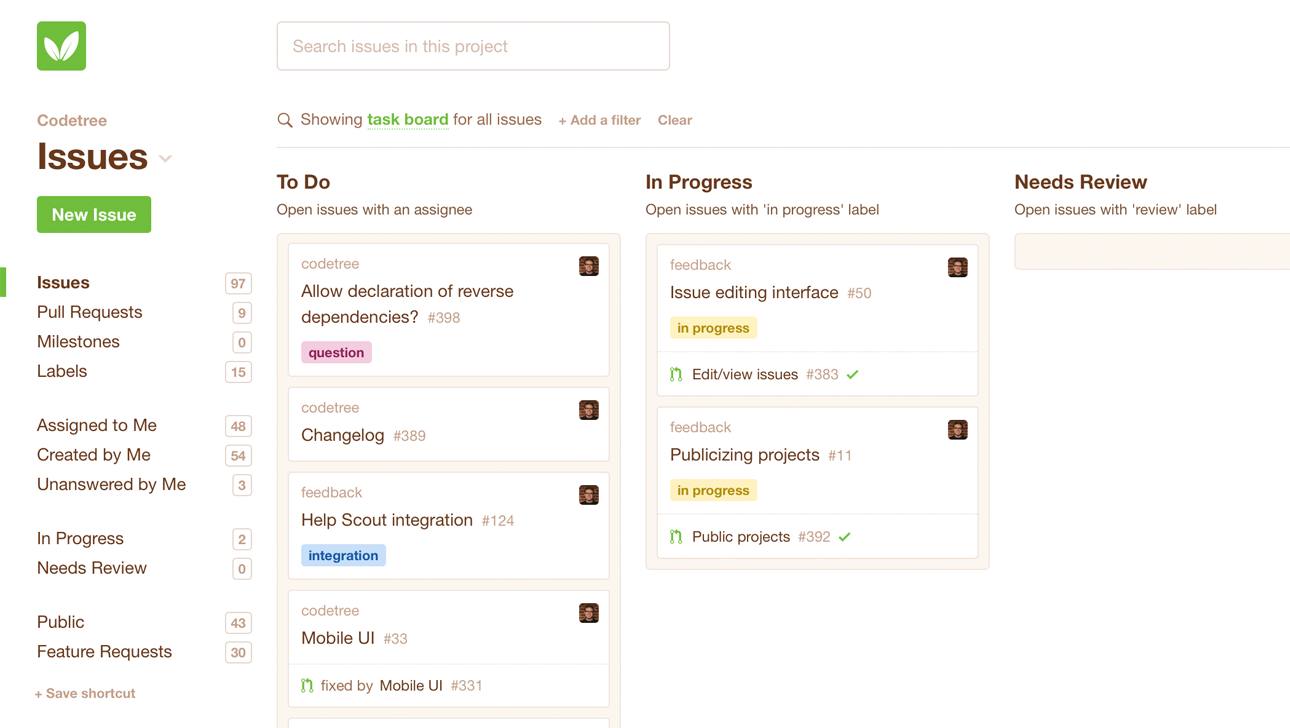 Search issues in this project
Codetree
Issues
New Issue
Issues 97
Pull Requests 9
Milestones 0
Labels 15
Assigned to Me 48
Created by Me 54
Unanswered by Me 3
In Progress 2
Needs Review 0
Public 43
Feature Requests 30
+ Save shortcut
Showing task board for all issues + Add a filter Clear
To Do
Open issues with an assignee
codetree
Allow declaration of reverse
dependencies? #398
question
codetree
Changelog #389
feedback
Help Scout integration #124
integration
codetree
Mobile UI #33
fixed by Mobile UI #331
In Progress
Open issues with 'in progress' label
feedback
Issue editing interface #50
in progress
Edit/view issues #383
feedback
Publicizing projects #11
in progress
Public projects #392
Needs Review
Open issues with 'review' label